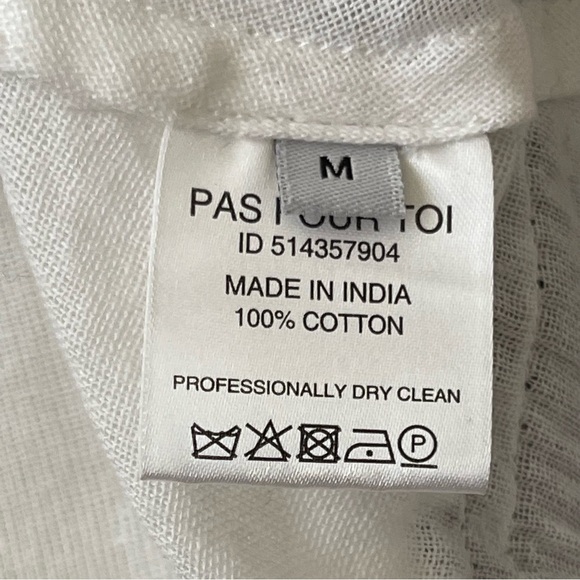 M
PAS POUR TOI
ID 514357904
MADE IN INDIA
100% COTTON
PROFESSIONALLY DRY CLEAN
P